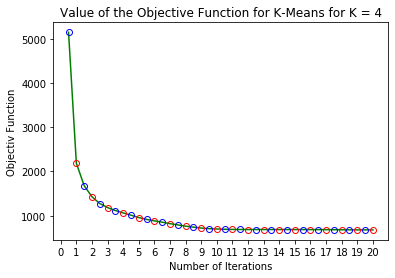 Value of the Objective Function for K-Means for K = 4
Objectiv Function
5000
4000
3000
2000
1000
0 1 2 3 4 5 6 7 8 9 10 11 12 13 14 15 16 17 18 19 20
Number of Iterations